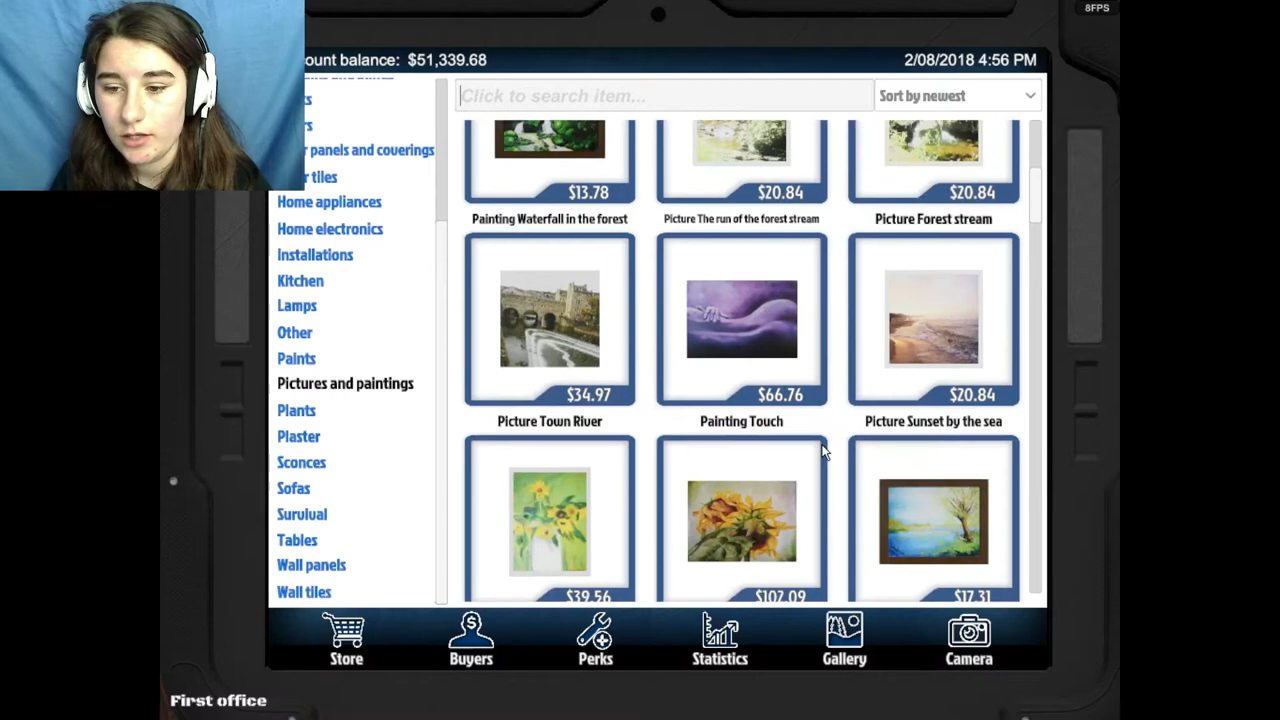 8FPS
ount balance: $51,339.68
2/08/2018 4:56 PM
Click to search item...
Sort by newest
panels and coverings
tiles
Home appliances
Home electronics
Installations
Kitchen
Lamps
Other
Paints
Pictures and paintings
Plants
Plaster
Sconces
Sofas
Survival
Tables
Wall panels
Wall tiles
$13.78
$20.84
$20.84
Painting Waterfall in the forest
Picture The run of the forest stream
Picture Forest stream
$34.97
$66.76
$20.84
Picture Town River
Painting Touch
Picture Sunset by the sea
$39.56
$102.09
$17.31
Store
Buyers
Perks
Statistics
Gallery
Camera
First office